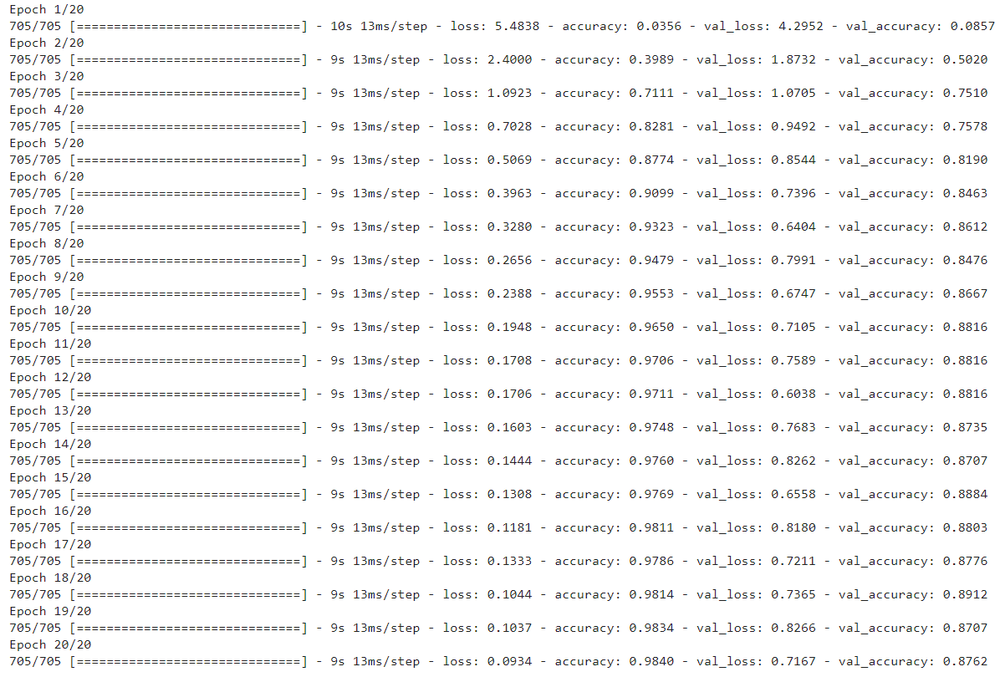 Epoch 1/20
705/705 [==============================] - 10s 13ms/step - loss: 5.4838 - accuracy: 0.0356 - val_loss: 4.2952 - val_accuracy: 0.0857
Epoch 2/20
705/705 [==============================] - 9s 13ms/step - loss: 2.4000 - accuracy: 0.3989 - val_loss: 1.8732 - val_accuracy: 0.5020
Epoch 3/20
705/705 [==============================] - 9s 13ms/step - loss: 1.0923 - accuracy: 0.7111 - val_loss: 1.0705 - val_accuracy: 0.7510
Epoch 4/20
705/705 [==============================] - 9s 13ms/step - loss: 0.7028 - accuracy: 0.8281 - val_loss: 0.9492 - val_accuracy: 0.7578
Epoch 5/20
705/705 [==============================] - 9s 13ms/step - loss: 0.5069 - accuracy: 0.8774 - val_loss: 0.8544 - val_accuracy: 0.8190
Epoch 6/20
705/705 [==============================] - 9s 13ms/step - loss: 0.3963 - accuracy: 0.9099 - val_loss: 0.7396 - val_accuracy: 0.8463
Epoch 7/20
705/705 [==============================] - 9s 13ms/step - loss: 0.3280 - accuracy: 0.9323 - val_loss: 0.6404 - val_accuracy: 0.8612
Epoch 8/20
705/705 [==============================] - 9s 13ms/step - loss: 0.2656 - accuracy: 0.9479 - val_loss: 0.7991 - val_accuracy: 0.8476
Epoch 9/20
705/705 [==============================] - 9s 13ms/step - loss: 0.2388 - accuracy: 0.9553 - val_loss: 0.6747 - val_accuracy: 0.8667
Epoch 10/20
705/705 [==============================] - 9s 13ms/step - loss: 0.1948 - accuracy: 0.9650 - val_loss: 0.7105 - val_accuracy: 0.8816
Epoch 11/20
705/705 [==============================] - 9s 13ms/step - loss: 0.1708 - accuracy: 0.9706 - val_loss: 0.7589 - val_accuracy: 0.8816
Epoch 12/20
705/705 [==============================] - 9s 13ms/step - loss: 0.1706 - accuracy: 0.9711 - val_loss: 0.6038 - val_accuracy: 0.8816
Epoch 13/20
705/705 [==============================] - 9s 13ms/step - loss: 0.1603 - accuracy: 0.9748 - val_loss: 0.7683 - val_accuracy: 0.8735
Epoch 14/20
705/705 [==============================] - 9s 13ms/step - loss: 0.1444 - accuracy: 0.9760 - val_loss: 0.8262 - val_accuracy: 0.8707
Epoch 15/20
705/705 [==============================] - 9s 13ms/step - loss: 0.1308 - accuracy: 0.9769 - val_loss: 0.6558 - val_accuracy: 0.8884
Epoch 16/20
705/705 [==============================] - 9s 13ms/step - loss: 0.1181 - accuracy: 0.9811 - val_loss: 0.8180 - val_accuracy: 0.8803
Epoch 17/20
705/705 [==============================] - 9s 13ms/step - loss: 0.1333 - accuracy: 0.9786 - val_loss: 0.7211 - val_accuracy: 0.8776
Epoch 18/20
705/705 [==============================] - 9s 13ms/step - loss: 0.1044 - accuracy: 0.9814 - val_loss: 0.7365 - val_accuracy: 0.8912
Epoch 19/20
705/705 [==============================] - 9s 13ms/step - loss: 0.1037 - accuracy: 0.9834 - val_loss: 0.8266 - val_accuracy: 0.8707
Epoch 20/20
705/705 [==============================] - 9s 13ms/step - loss: 0.0934 - accuracy: 0.9840 - val_loss: 0.7167 - val_accuracy: 0.8762